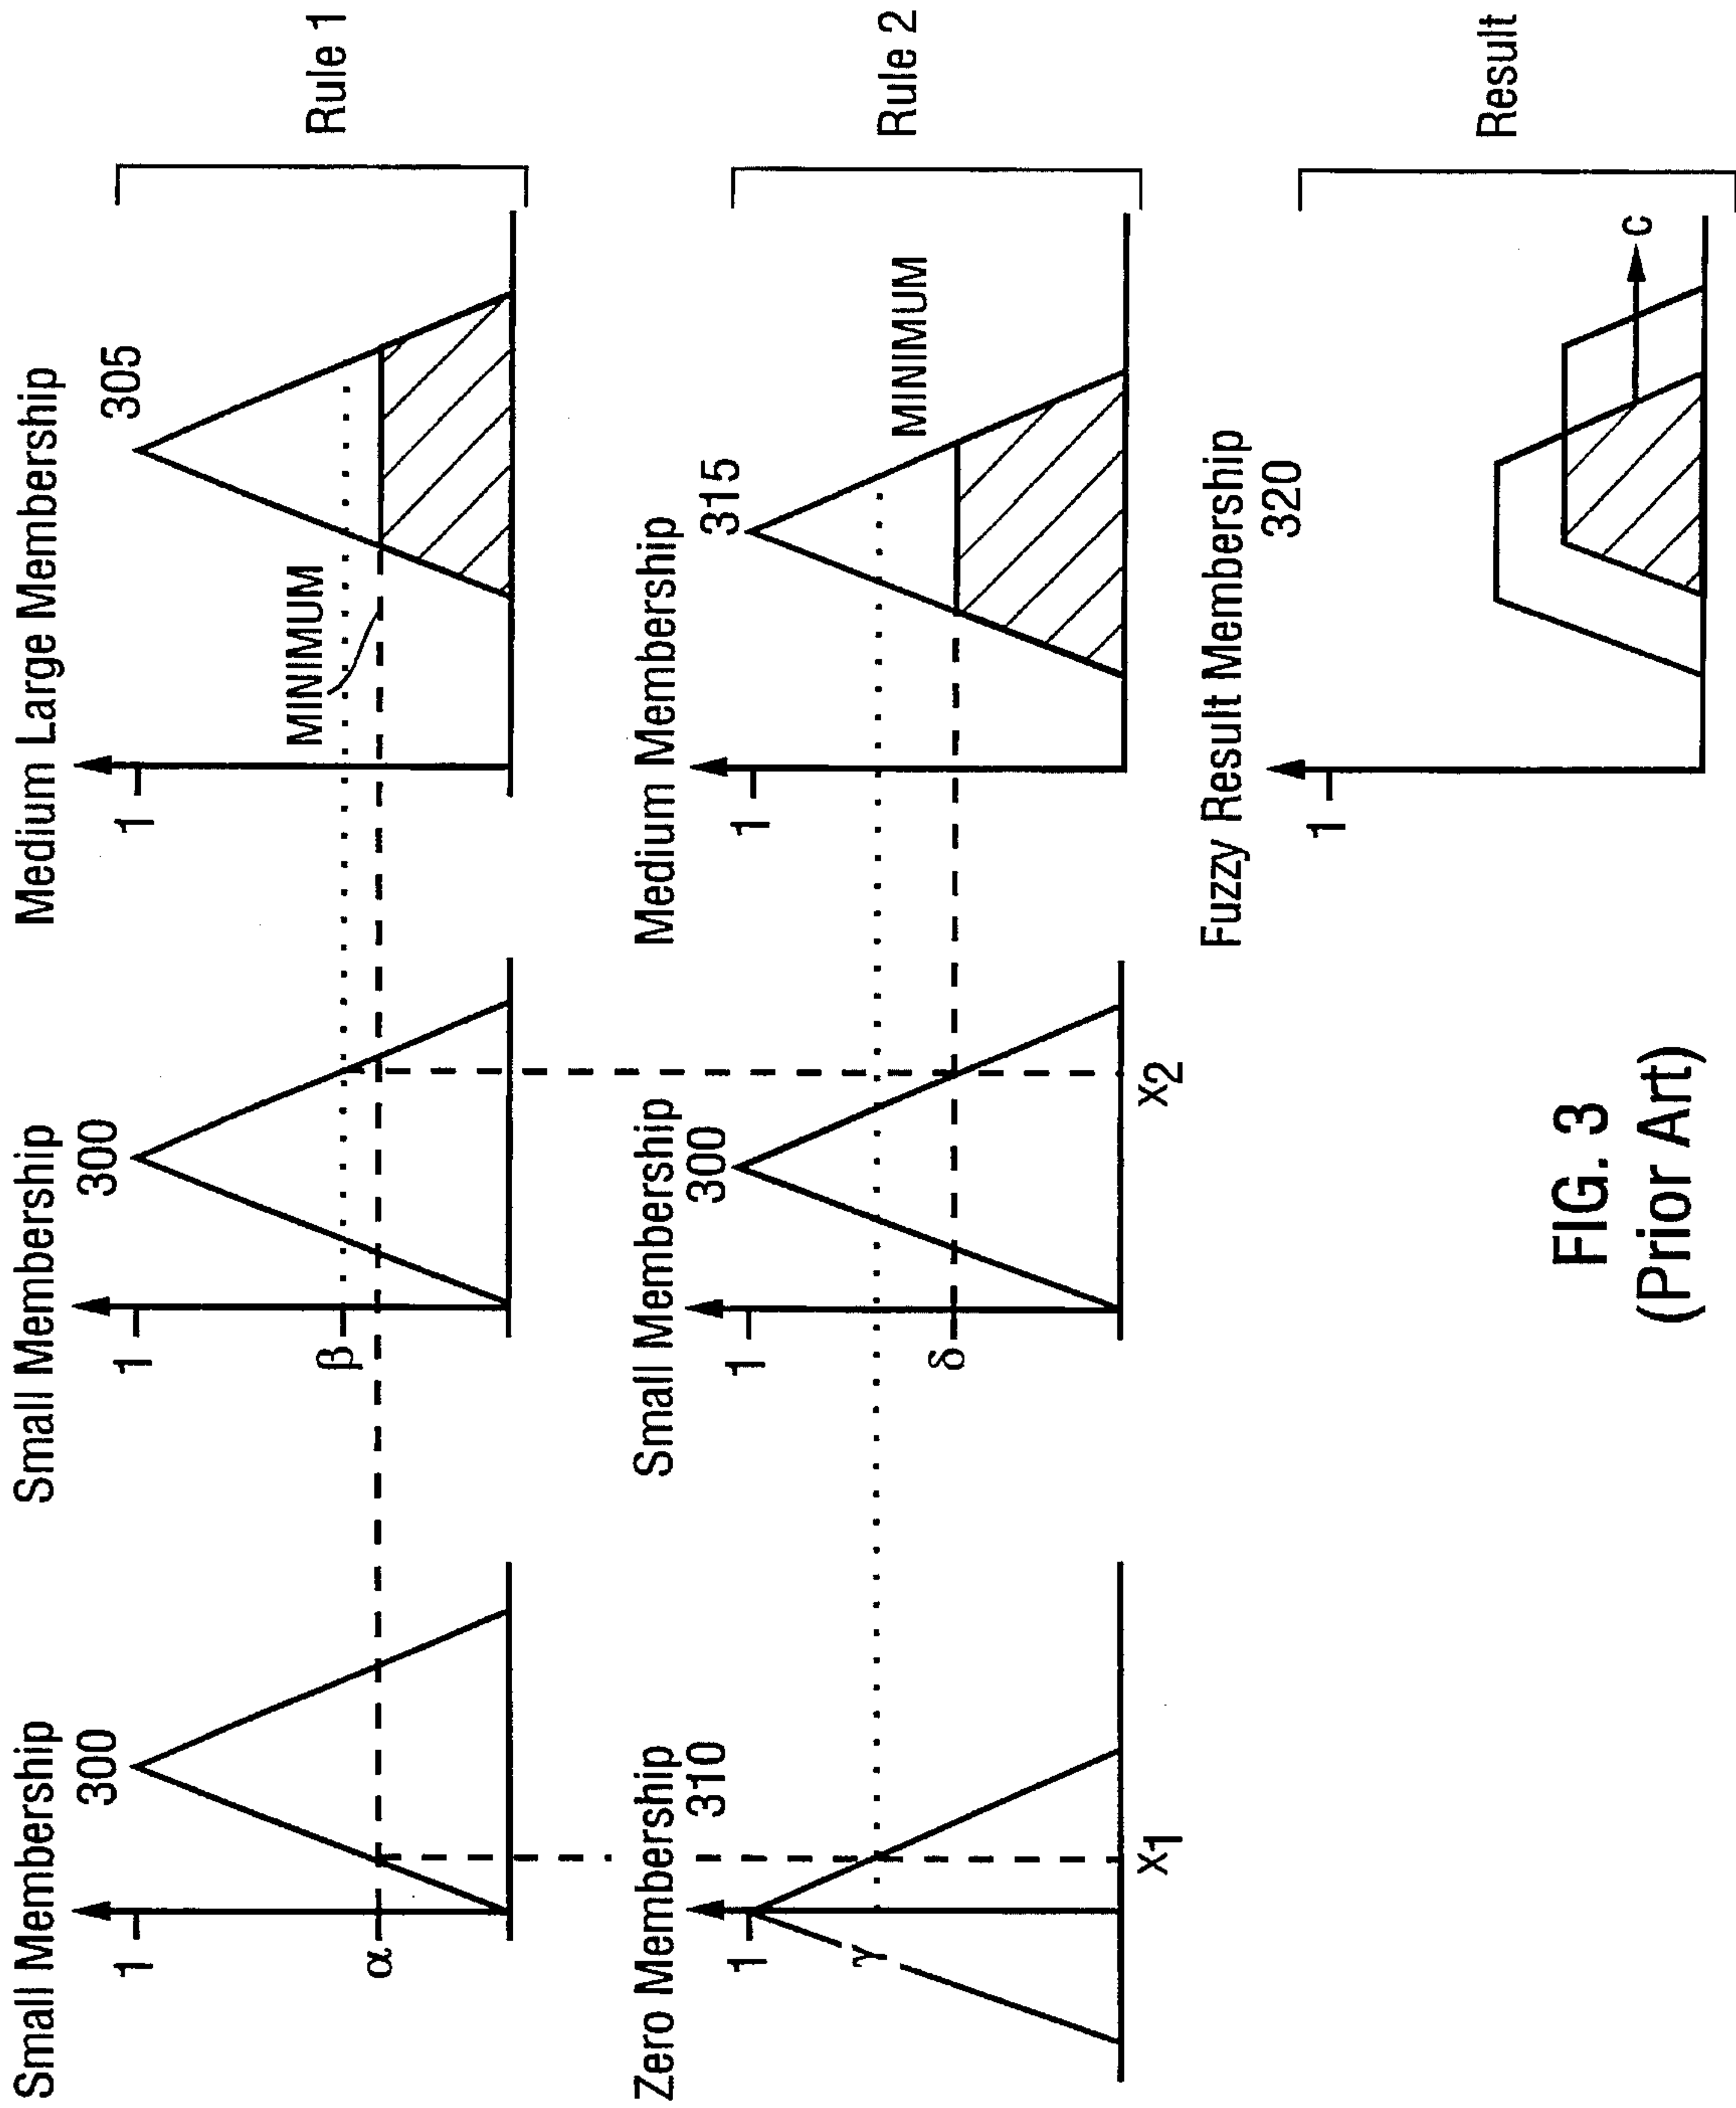 Small Membership
300
1
α
Small Membership
300
1
β
Medium Large Membership
305
1
MINIMUM
Rule 1
Zero Membership
310
1
γ
x1
Small Membership
300
1
δ
x2
Medium Membership
315
1
MINIMUM
Rule 2
Fuzzy Result Membership
320
1
c
Result
FIG. 3
(Prior Art)